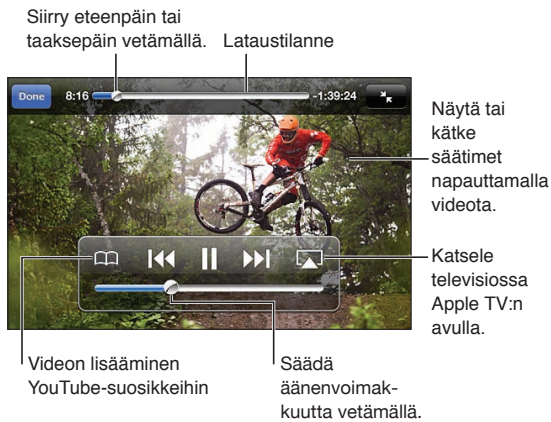 Siirry eteenpäin tai
taaksepäin vetämällä.
Lataustilanne
Done
8:16
-1:39:24
Näytä tai
kätke
säätimet
napauttamalla
videota.
Katsele
televisiossa
Apple TV:n
avulla.
Videon lisääminen
YouTube-suosikkeihin
Säädä
äänenvoimak-
kuutta vetämällä.